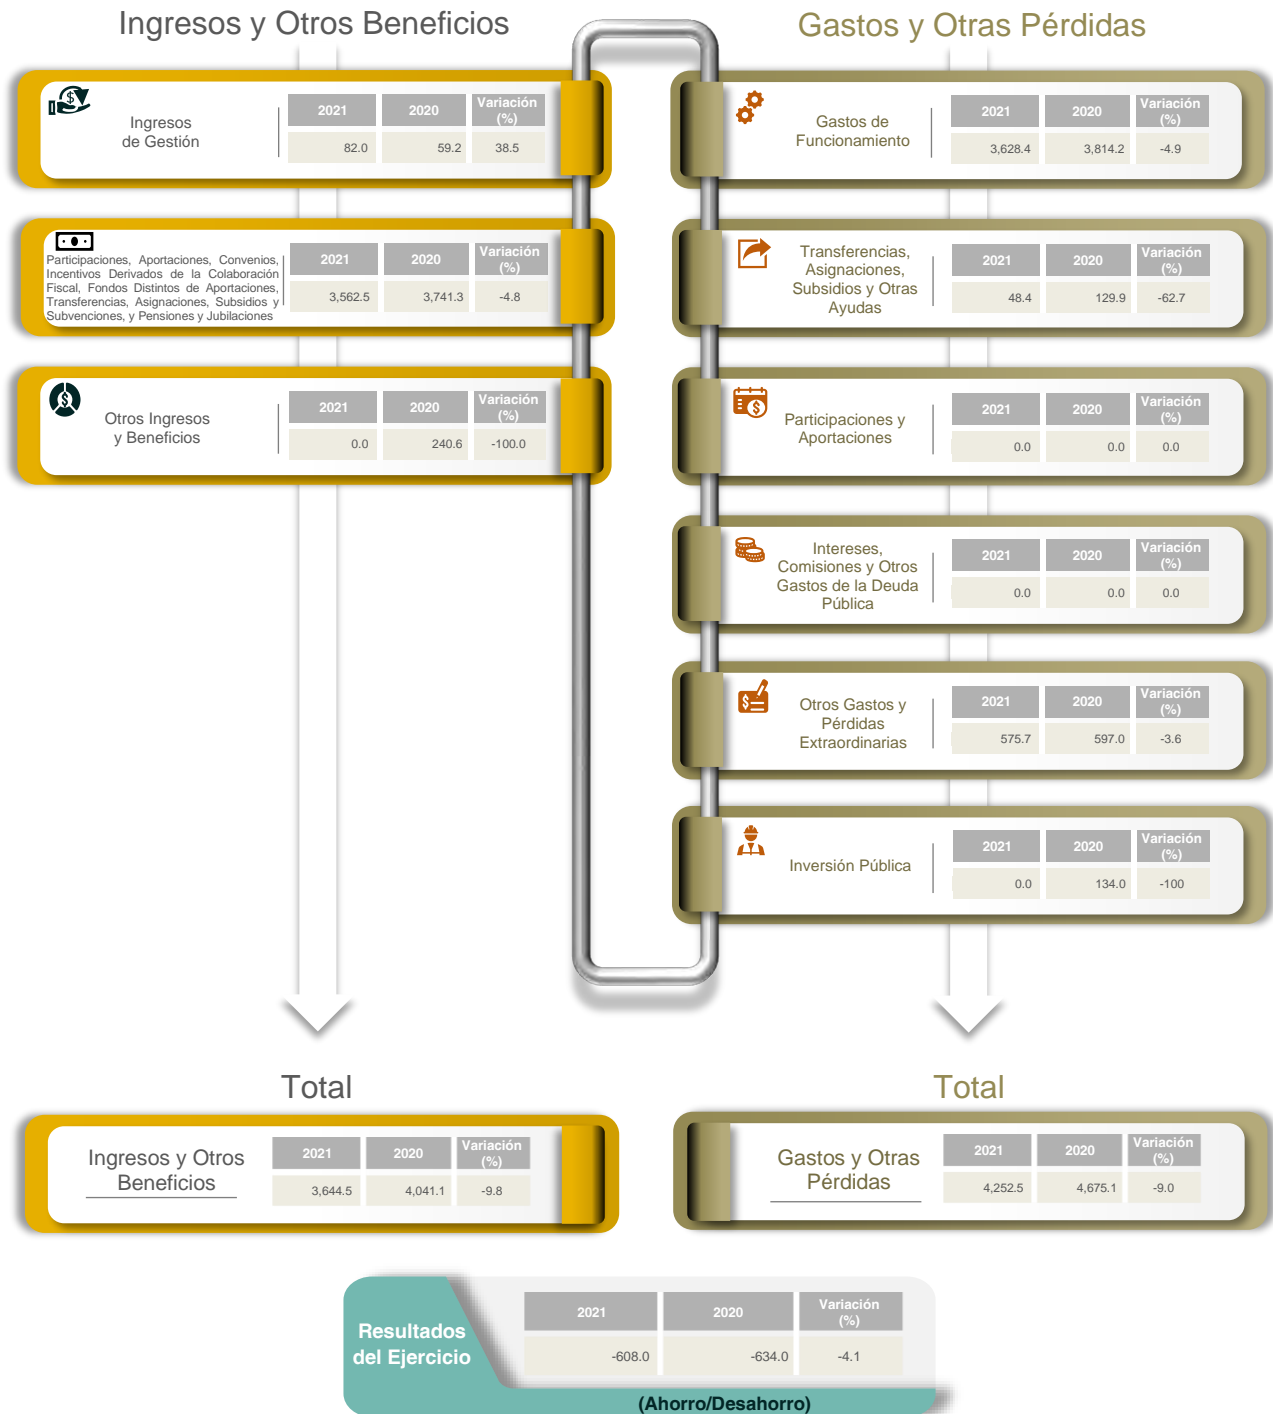 Ingresos y Otros Beneficios
Ingresos
de Gestión
2021 2020 Variación
(%)
82.0 59.2 38.5
Participaciones, Aportaciones, Convenios,
Incentivos Derivados de la Colaboración
Fiscal, Fondos Distintos de Aportaciones,
Transferencias, Asignaciones, Subsidios y
Subvenciones, y Pensiones y Jubilaciones
2021 2020 Variación
(%)
3,562.5 3,741.3 -4.8
Otros Ingresos
y Beneficios
2021 2020 Variación
(%)
0.0 240.6 -100.0
Total
Ingresos y Otros
Beneficios
2021 2020 Variación
(%)
3,644.5 4,041.1 -9.8
Gastos y Otras Pérdidas
Gastos de
Funcionamiento
2021 2020 Variación
(%)
3,628.4 3,814.2 -4.9
Transferencias,
Asignaciones,
Subsidios y Otras
Ayudas
2021 2020 Variación
(%)
48.4 129.9 -62.7
Participaciones y
Aportaciones
2021 2020 Variación
(%)
0.0 0.0 0.0
Intereses,
Comisiones y Otros
Gastos de la Deuda
Pública
2021 2020 Variación
(%)
0.0 0.0 0.0
Otros Gastos y
Pérdidas
Extraordinarias
2021 2020 Variación
(%)
575.7 597.0 -3.6
Inversión Pública
2021 2020 Variación
(%)
0.0 134.0 -100
Total
Gastos y Otras
Pérdidas
2021 2020 Variación
(%)
4,252.5 4,675.1 -9.0
Resultados
del Ejercicio
2021 2020 Variación
(%)
-608.0 -634.0 -4.1
(Ahorro/Desahorro)